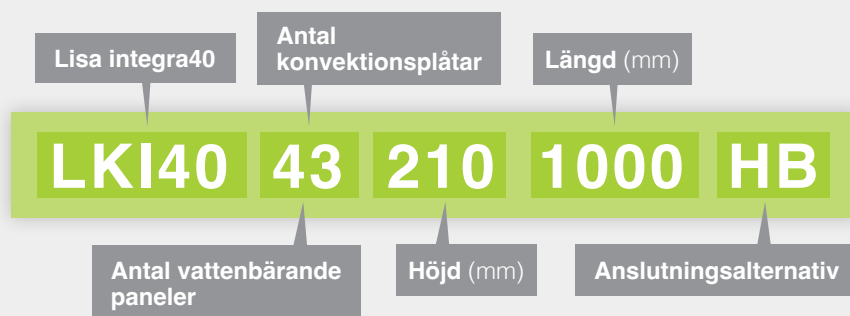 Lisa integra40
Antal
konvektionsplåtar
Längd (mm)
LKI40 43 210 1000 HB
Antal vattenbärande
paneler
Höjd (mm)
Anslutningsalternativ